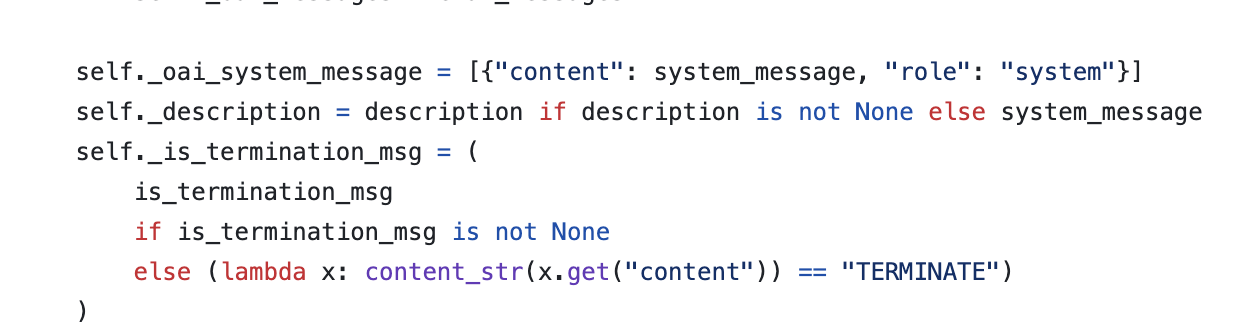 self._oai_system_message = [{"content": system_message, "role": "system"}]
self._description = description if description is not None else system_message
self._is_termination_msg = (
    is_termination_msg
    if is_termination_msg is not None
    else (lambda x: content_str(x.get("content")) == "TERMINATE")
)